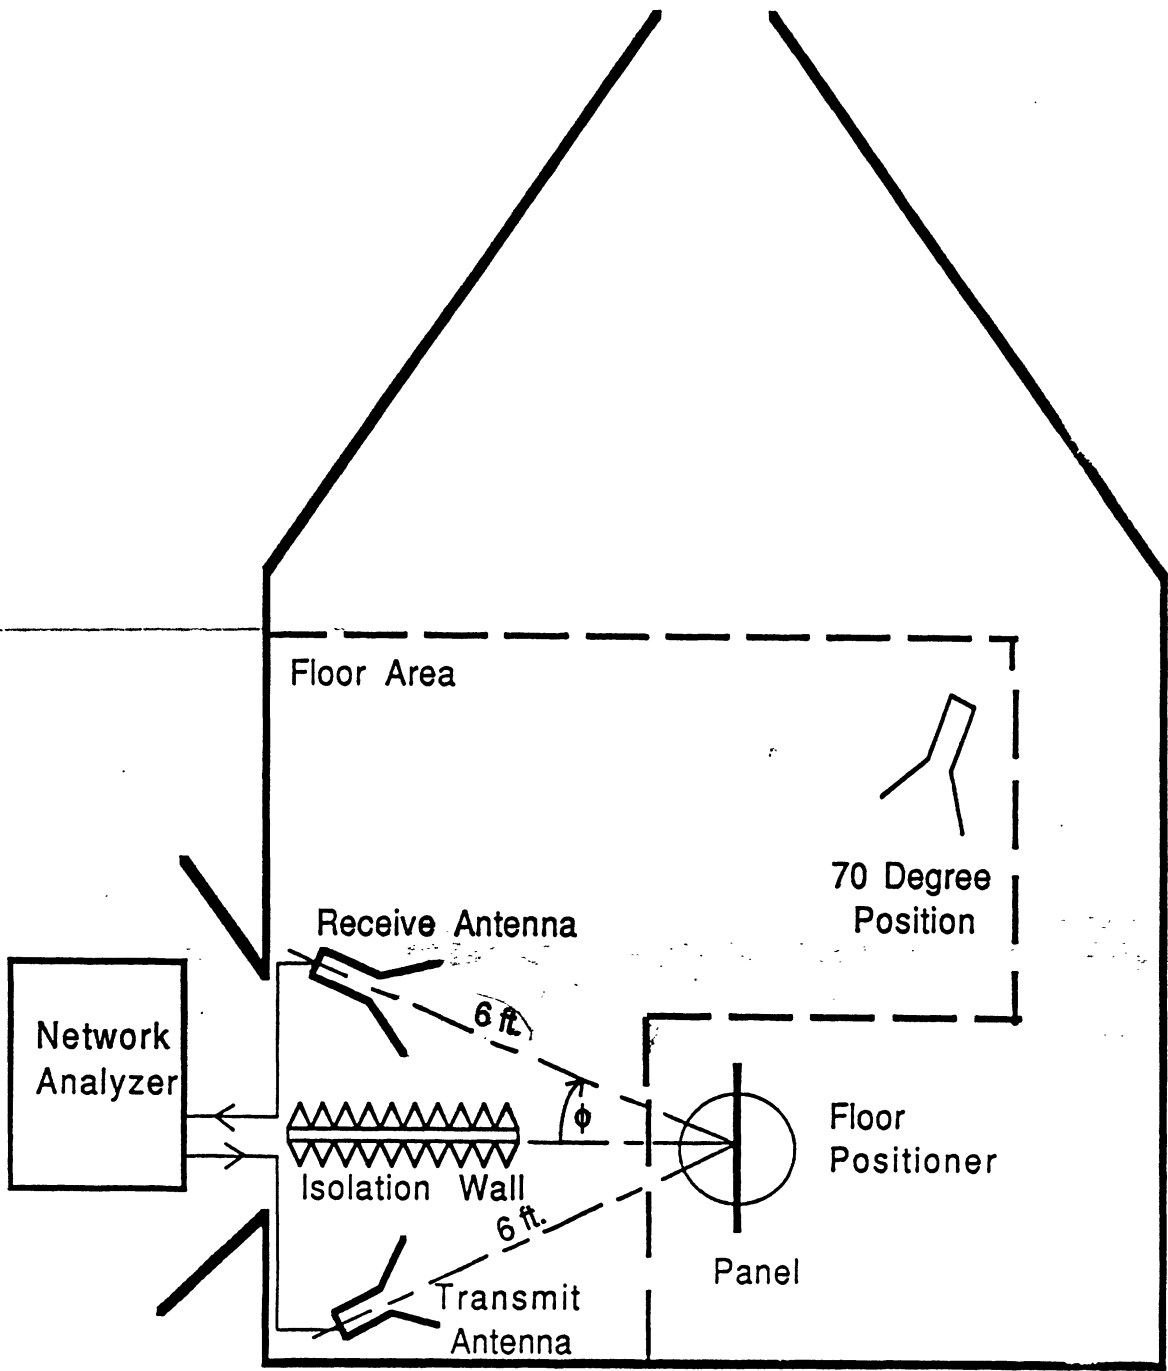 Floor Area
70 Degree
Position
Receive Antenna
6 ft.
Network
Analyzer
ϕ
Floor
Positioner
Isolation Wall
6 ft.
Panel
Transmit
Antenna